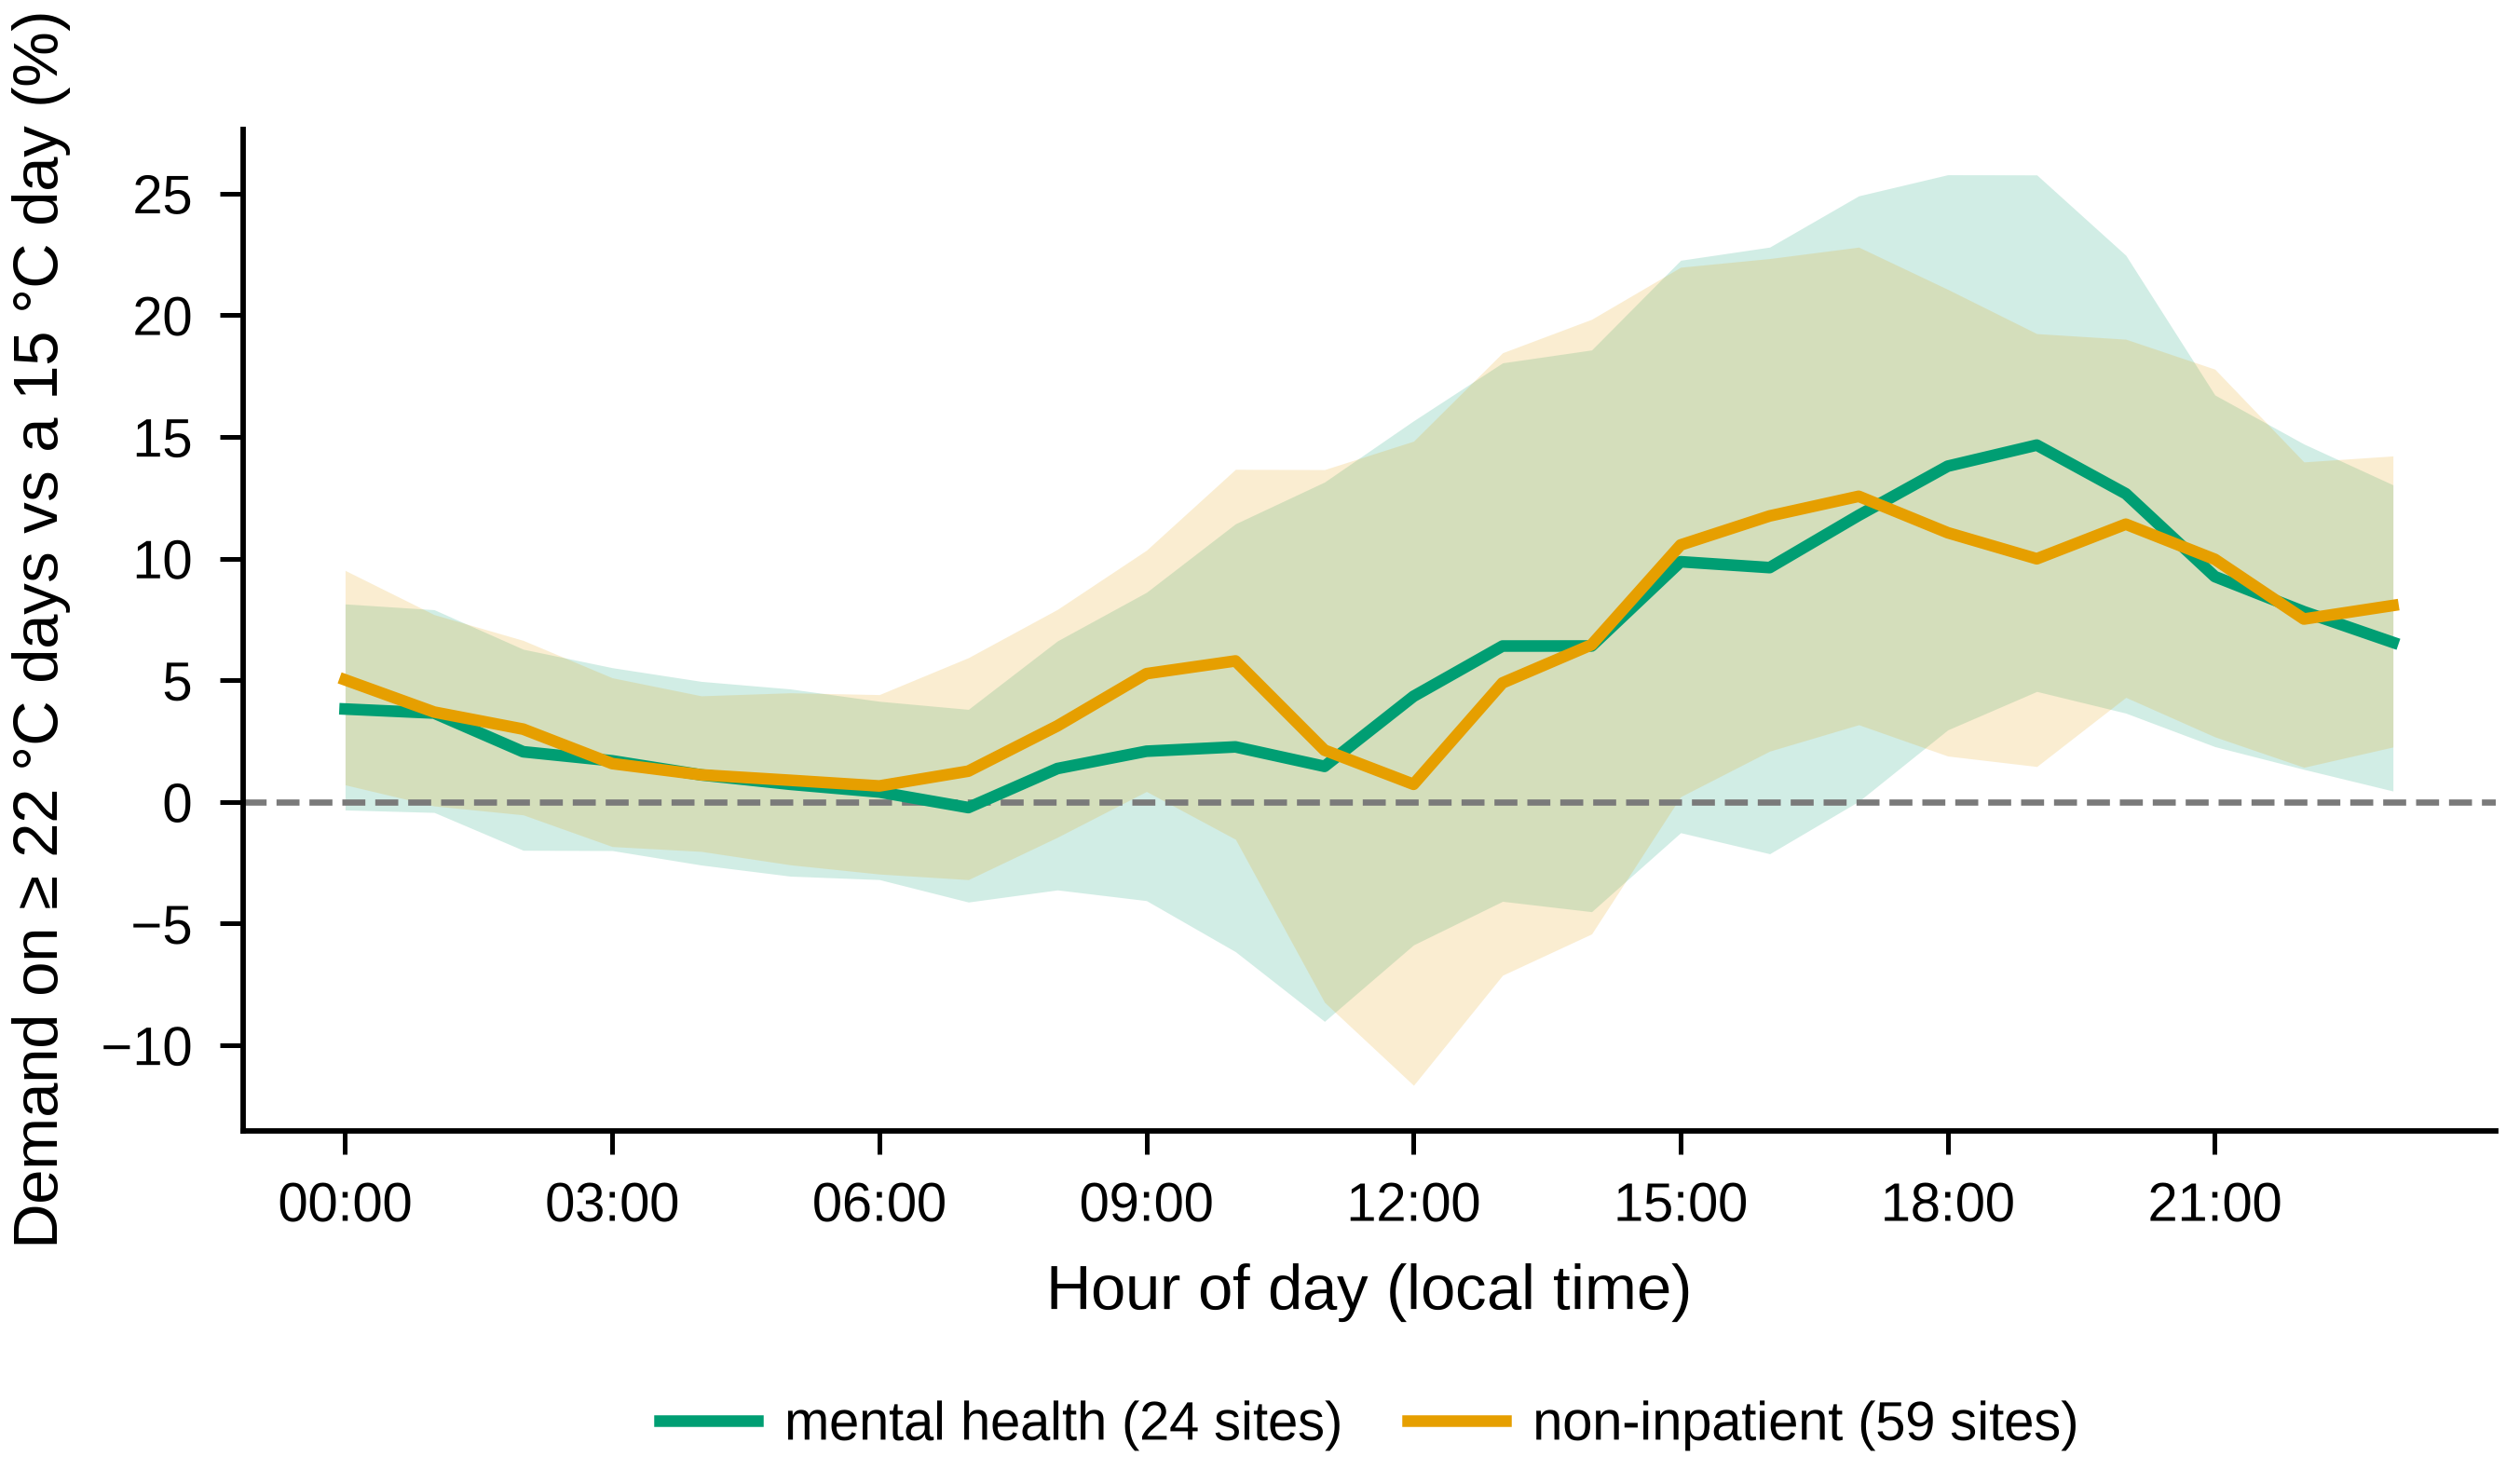 Demand on ≥ 22 °C days vs a 15 °C day (%)
25
20
15
10
5
0
−5
−10
00:00 03:00 06:00 09:00 12:00 15:00 18:00 21:00
Hour of day (local time)
mental health (24 sites) non-inpatient (59 sites)